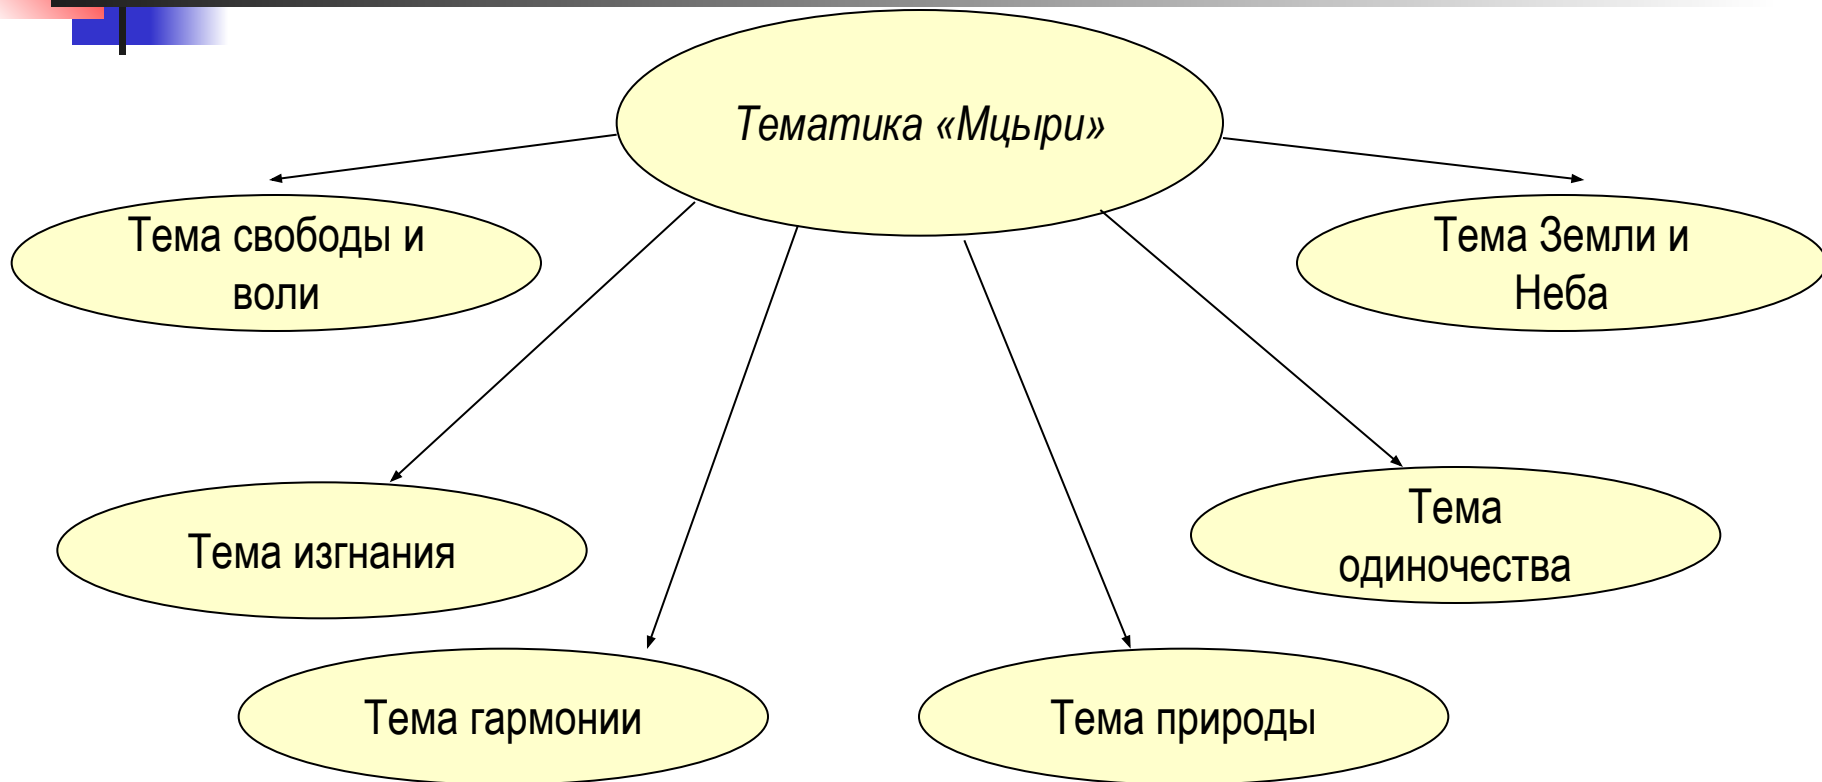 Тематика «Мцыри»
Тема свободы и
воли
Тема Земли и
Неба
Тема изгнания
Тема
одиночества
Тема гармонии
Тема природы